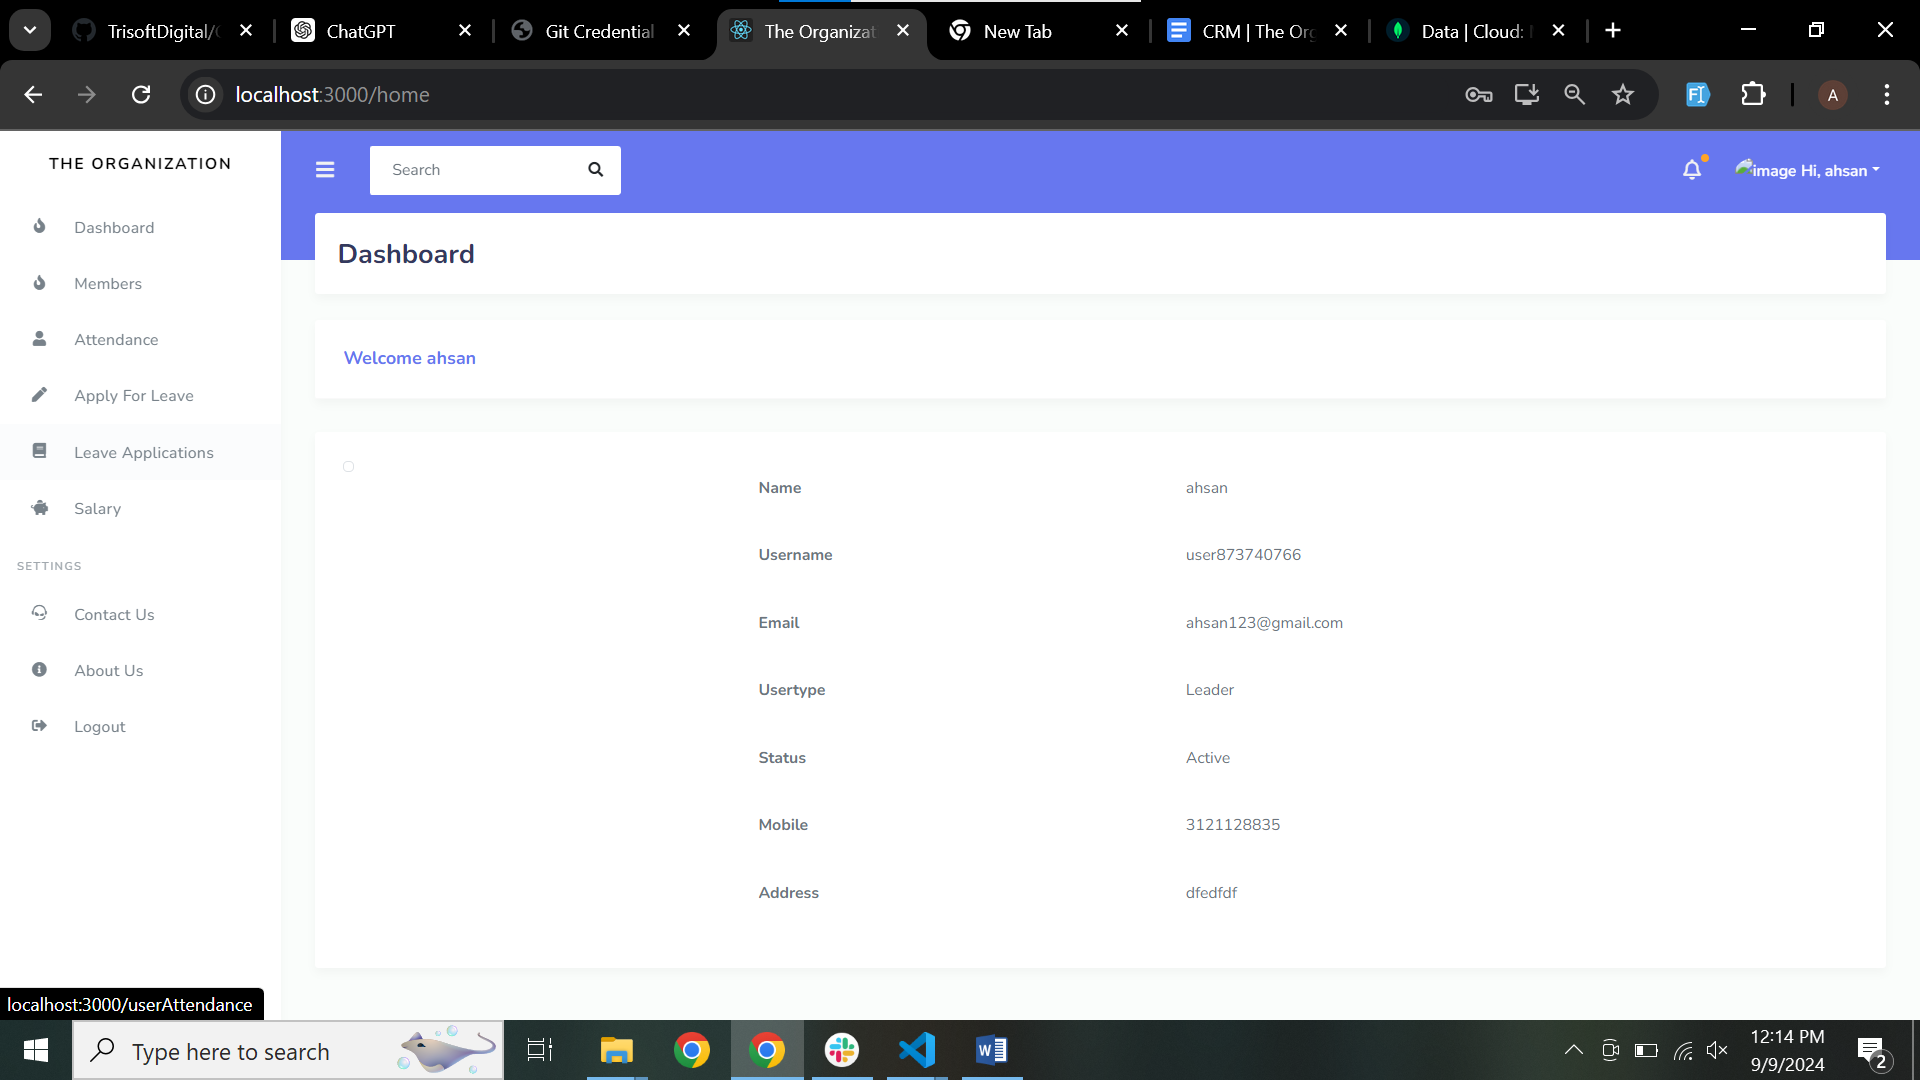 TrisoftDigital/
ChatGPT
Git Credential
The Organizat
New Tab
CRM | The Org
Data | Cloud:
localhost:3000/home
A
THE ORGANIZATION
Search
image Hi, ahsan
Dashboard
Members
Attendance
Apply For Leave
Leave Applications
Salary
SETTINGS
Contact Us
About Us
Logout
Dashboard
Welcome ahsan
Name ahsan
Username user873740766
Email ahsan123@gmail.com
Usertype Leader
Status Active
Mobile 3121128835
Address dfedfdf
localhost:3000/userAttendance
Type here to search
12:14 PM
9/9/2024
2